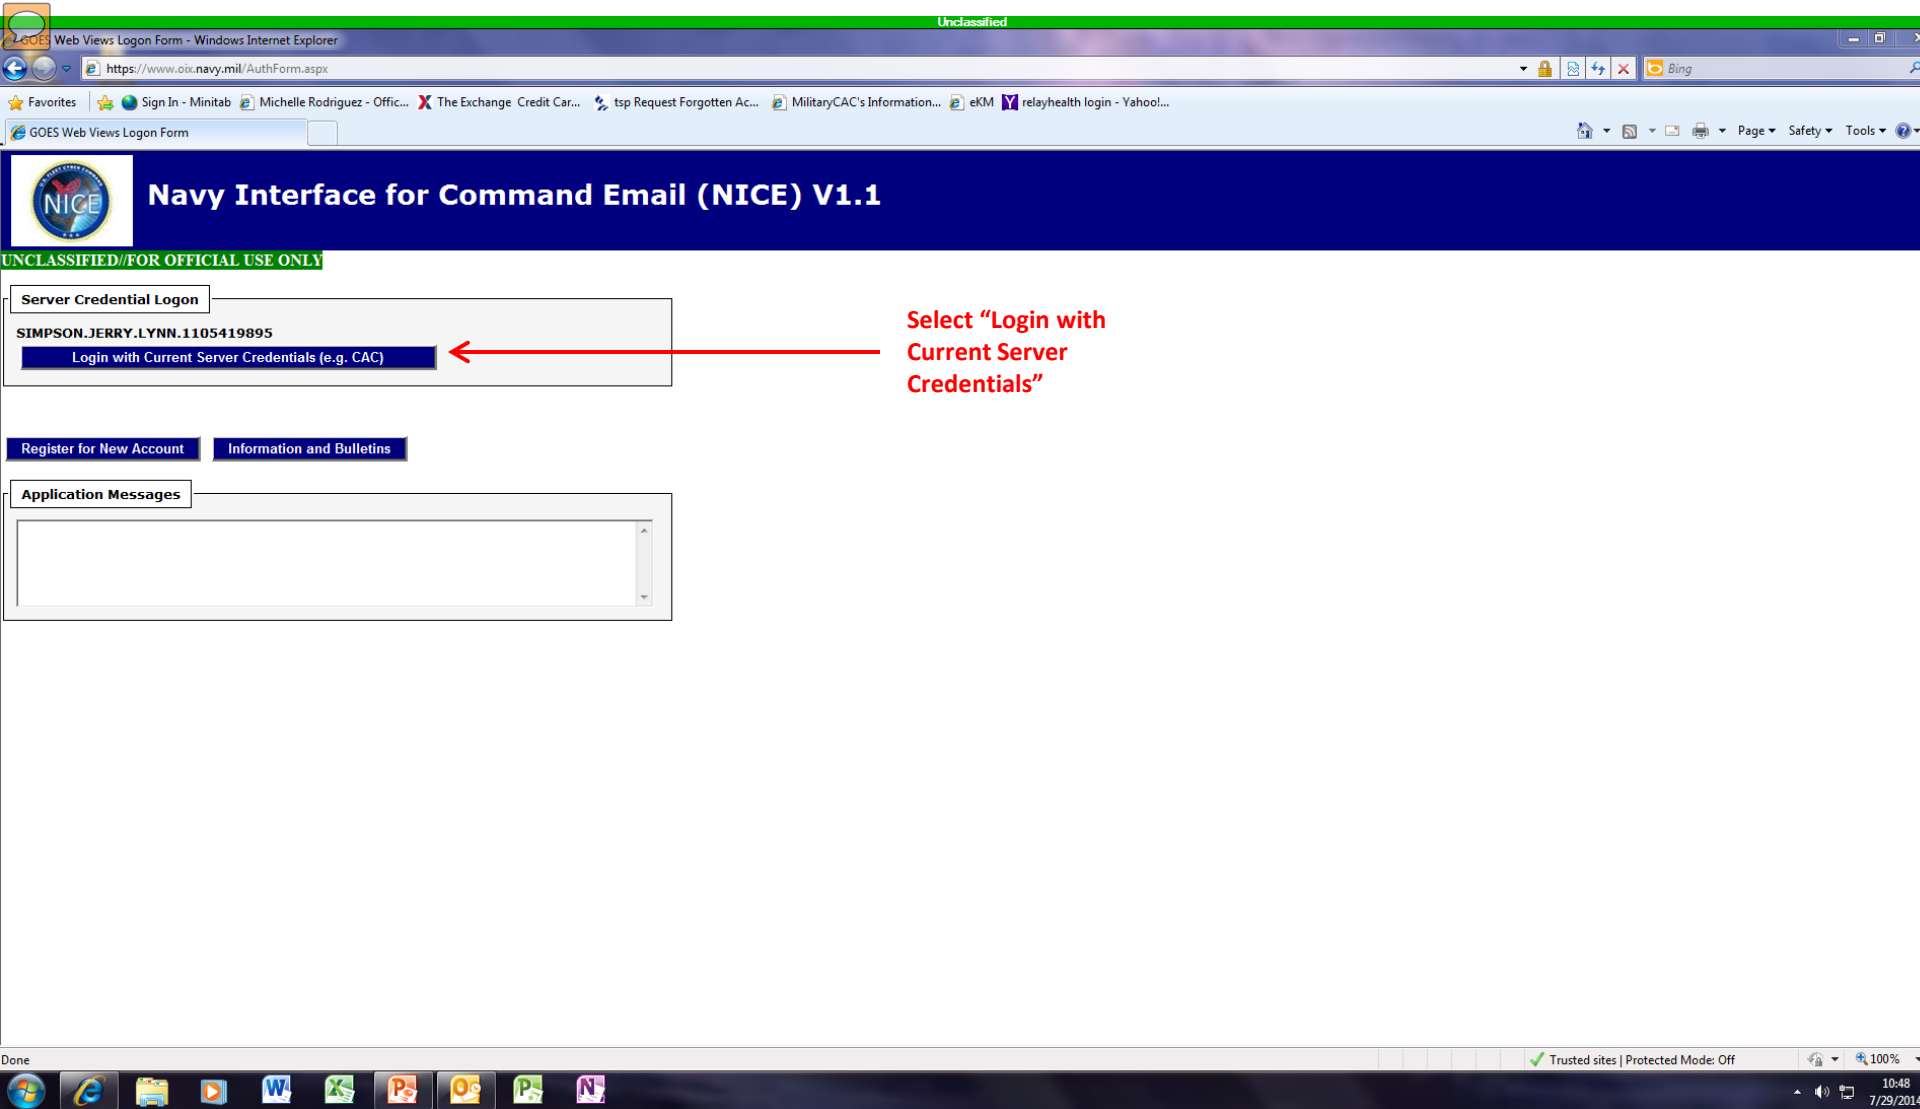 Unclassified
GOES Web Views Logon Form - Windows Internet Explorer
https://www.oix.navy.mil/AuthForm.aspx
Bing
Favorites Sign In - Minitab Michelle Rodriguez - Offic... The Exchange Credit Car... tsp Request Forgotten Ac... MilitaryCAC's Information... eKM relayhealth login - Yahoo!...
GOES Web Views Logon Form
Page Safety Tools
NICE
Navy Interface for Command Email (NICE) V1.1
UNCLASSIFIED//FOR OFFICIAL USE ONLY
Server Credential Logon
SIMPSON.JERRY.LYNN.1105419895
Login with Current Server Credentials (e.g. CAC)
Select “Login with
Current Server
Credentials”
Register for New Account Information and Bulletins
Application Messages
Done
Trusted sites | Protected Mode: Off
100%
10:48
7/29/2014